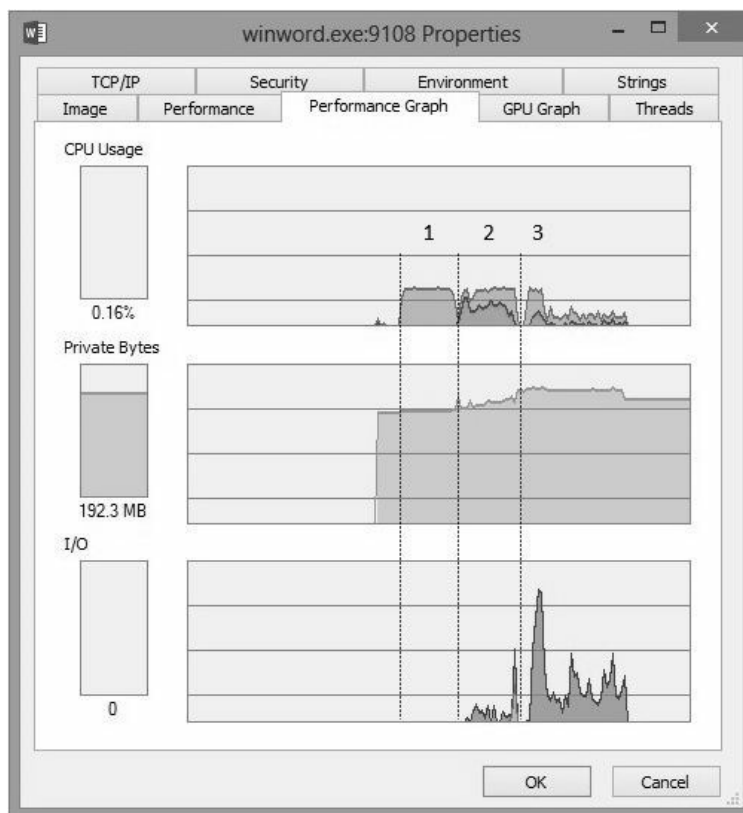 winword.exe:9108 Properties
TCP/IP Security Environment Strings
Image Performance Performance Graph GPU Graph Threads
CPU Usage
1 2 3
0.16%
Private Bytes
192.3 MB
I/O
0
OK Cancel